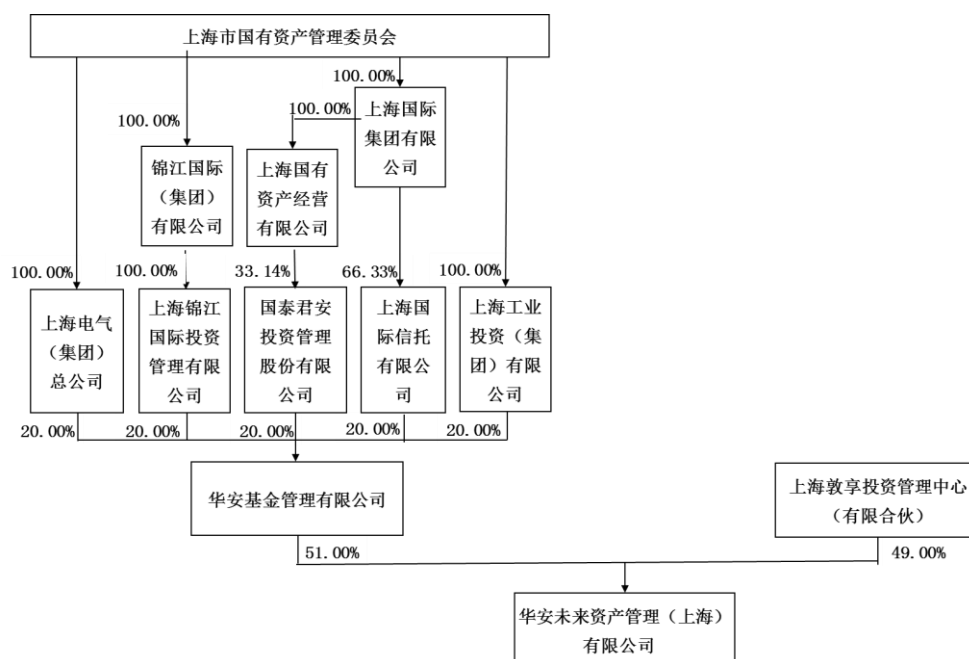 上海市国有资产管理委员会
100.00%
100.00%
上海国际
集团有限
公司
100.00%
锦江国际
（集团）
有限公司
上海国有
资产经营
有限公司
100.00%
100.00%
33.14%
66.33%
100.00%
上海电气
（集团）
总公司
上海锦江
国际投资
管理有限
公司
国泰君安
投资管理
股份有限
公司
上海国
际信托
有限公
司
上海工业
投资（集
团）有限
公司
20.00%
20.00%
20.00%
20.00%
20.00%
华安基金管理有限公司
上海敦享投资管理中心
（有限合伙）
51.00%
49.00%
华安未来资产管理（上海）
有限公司